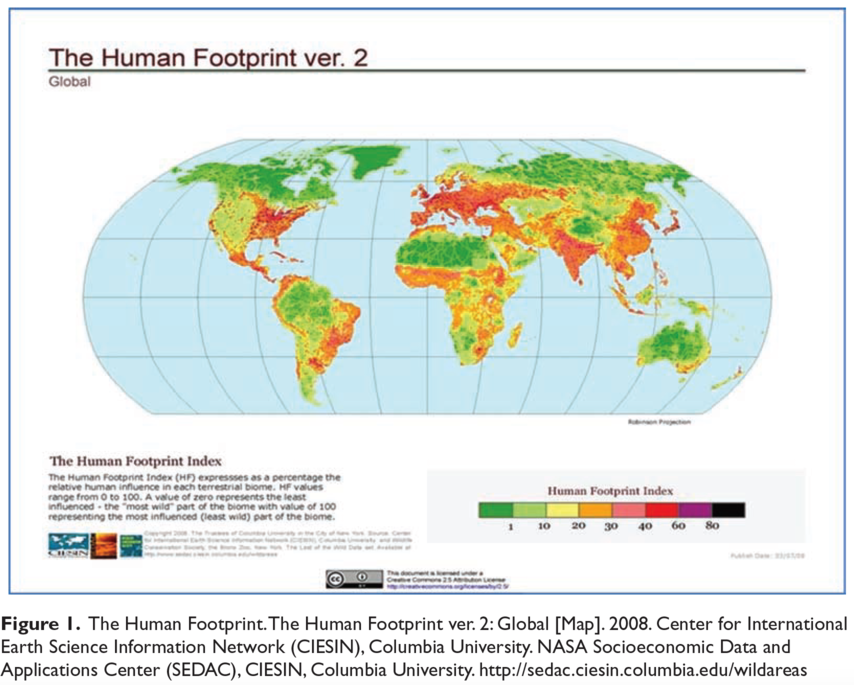 The Human Footprint ver. 2
Global
Robinson Projection
The Human Footprint Index
The Human Footprint Index (HF) expressses as a percentage the
relative human influence in each terrestrial biome. HF values
range from 0 to 100. A value of zero represents the least
influenced - the "most wild" part of the biome with value of 100
representing the most influenced (least wild) part of the biome.
Human Footprint Index
1 10 20 30 40 60 80
CIESIN
Copyright 2008. The Trustees of Columbia University in the City of New York. Source: Center
for International Earth Science Information Network (CIESIN), Columbia University, and Wildlife
Conservation Society, the Bronx Zoo, New York. The Last of the Wild Data set. Available at
http://www.sedac.ciesin.columbia.edu/wildareas
Publish Date:
cc
This document is licensed under a
Creative Commons 2.5 Attribution License
http://creativecommons.org/licenses/by/2.5/
Figure 1. The Human Footprint. The Human Footprint ver. 2: Global [Map]. 2008. Center for International
Earth Science Information Network (CIESIN), Columbia University. NASA Socioeconomic Data and
Applications Center (SEDAC), CIESIN, Columbia University. http://sedac.ciesin.columbia.edu/wildareas